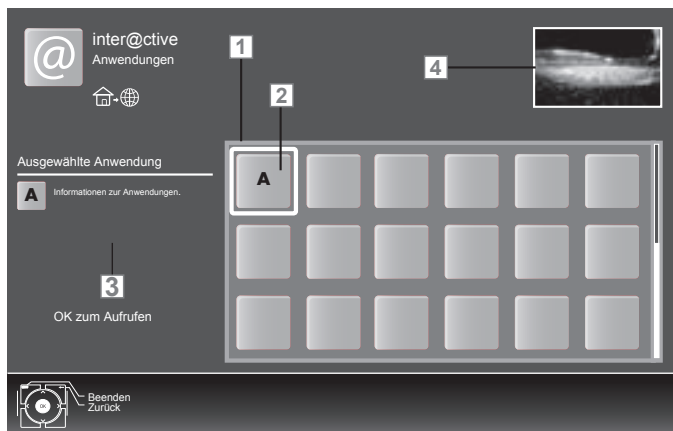 @
inter@ctive
Anwendungen
1
4
2
Ausgewählte Anwendung
A
A
Informationen zur Anwendungen.
3
OK zum Aufrufen
OK
Beenden
Zurück